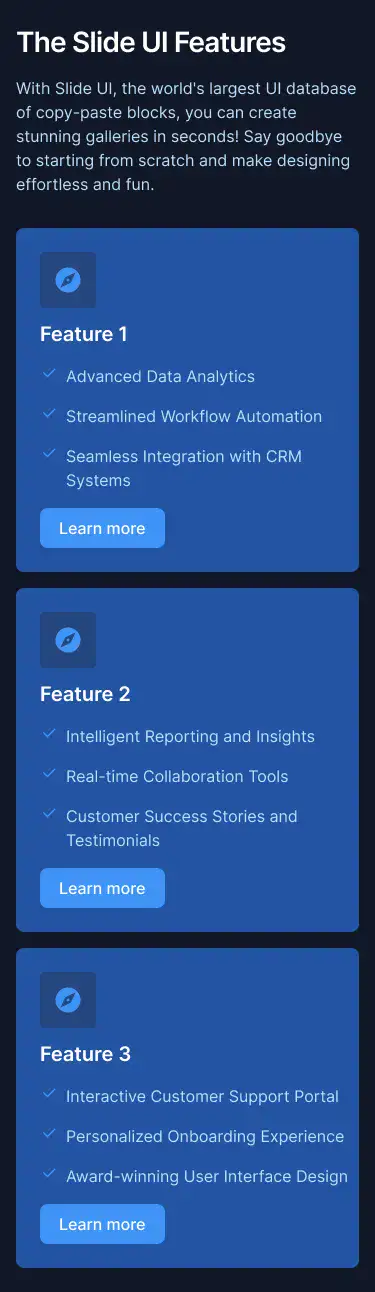 The Slide UI Features
With Slide UI, the world's largest UI database
of copy-paste blocks, you can create
stunning galleries in seconds! Say goodbye
to starting from scratch and make designing
effortless and fun.
Feature 1
Advanced Data Analytics
Streamlined Workflow Automation
Seamless Integration with CRM
Systems
Learn more
Feature 2
Intelligent Reporting and Insights
Real-time Collaboration Tools
Customer Success Stories and
Testimonials
Learn more
Feature 3
Interactive Customer Support Portal
Personalized Onboarding Experience
Award-winning User Interface Design
Learn more